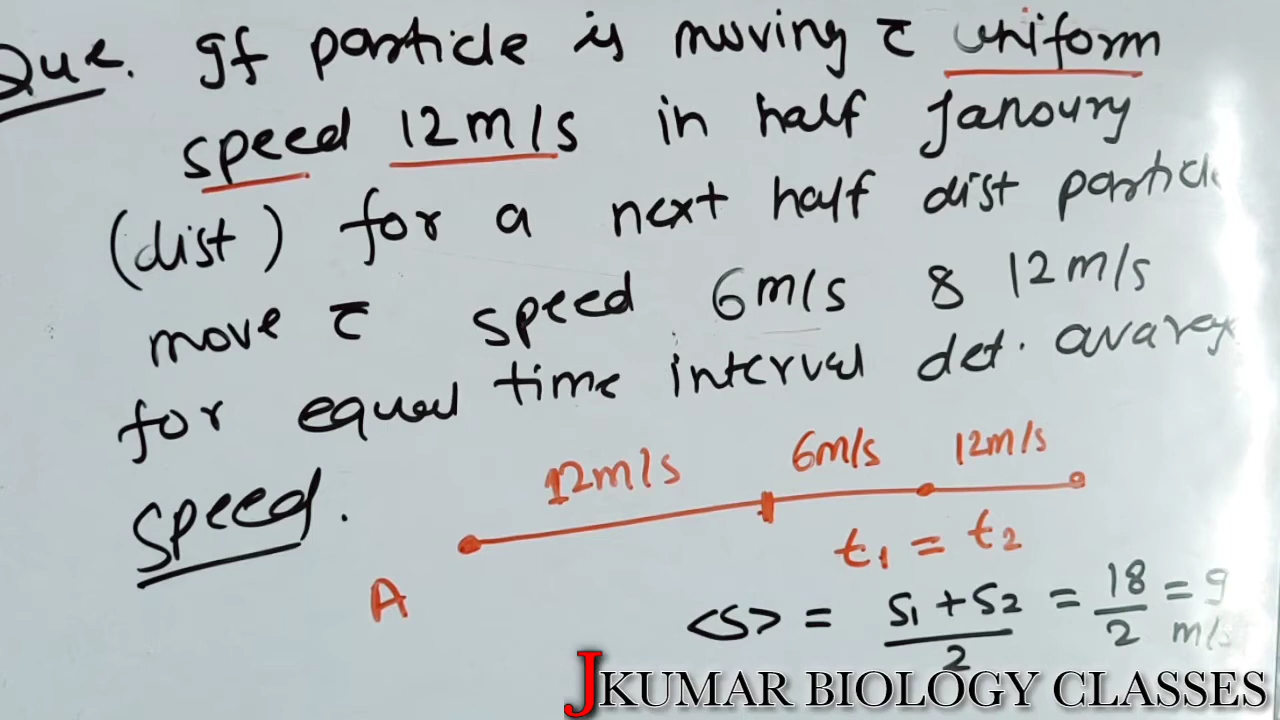 Que. If particle is moving c̄ uniform
speed 12m/s in half Janoury
(dist) for a next half dist particle
move c̄ speed 6m/s & 12m/s
for equal time interval det. avarage
speed.
12m/s 6m/s 12m/s
t₁ = t₂
A
<S> = S₁ + S₂ / 2 = 18 / 2 = 9 m/s
JKUMAR BIOLOGY CLASSES